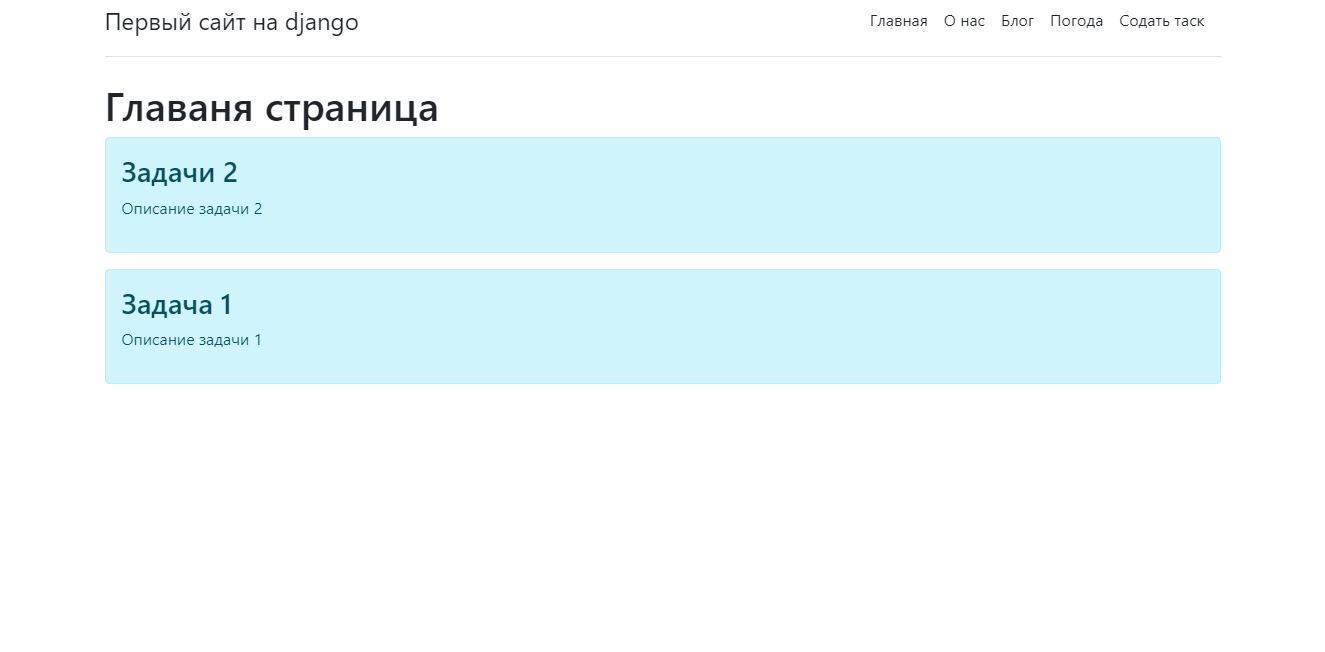 Первый сайт на django
Главная О нас Блог Погода Содать таск
Главаня страница
Задачи 2
Описание задачи 2
Задача 1
Описание задачи 1